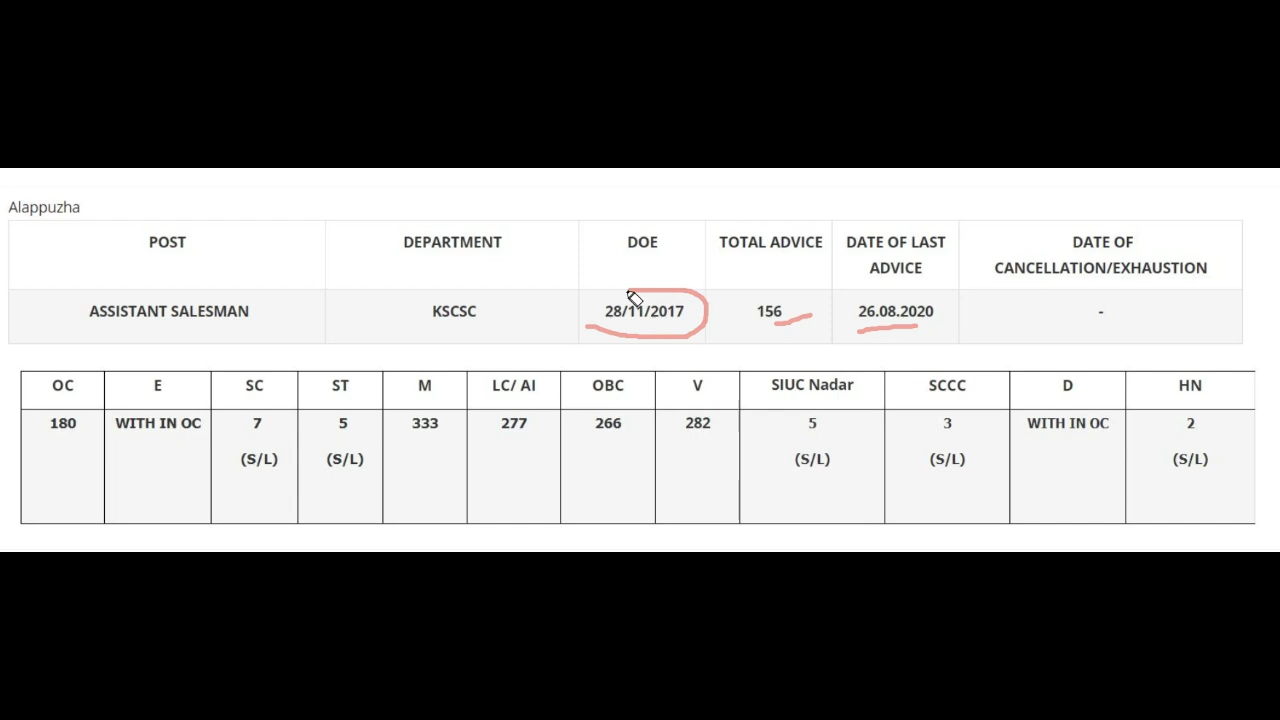 Alappuzha
POST DEPARTMENT DOE TOTAL ADVICE DATE OF LAST ADVICE DATE OF CANCELLATION/EXHAUSTION
ASSISTANT SALESMAN KSCSC 28/11/2017 156 26.08.2020 -
OC E SC ST M LC/ AI OBC V SIUC Nadar SCCC D HN
180 WITH IN OC 7 5 333 277 266 282 5 3 WITH IN OC 2
(S/L) (S/L) (S/L) (S/L) (S/L)